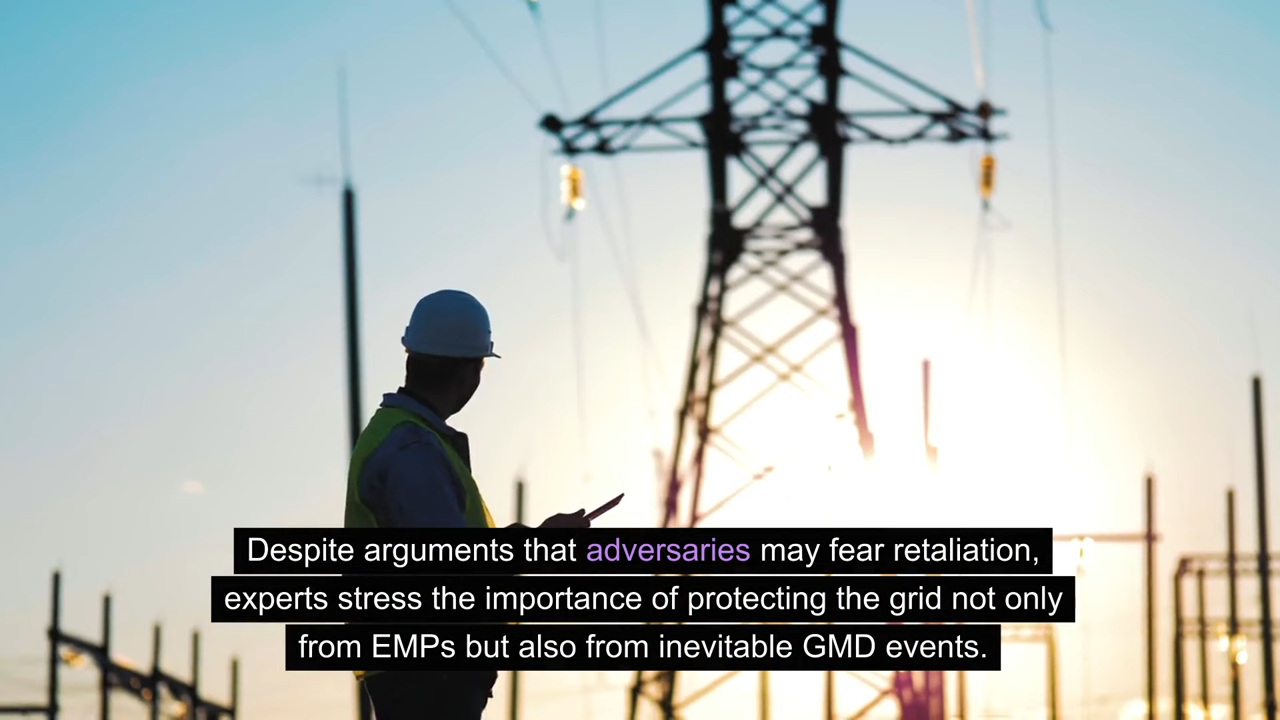 Despite arguments that adversaries may fear retaliation,
experts stress the importance of protecting the grid not only
from EMPs but also from inevitable GMD events.